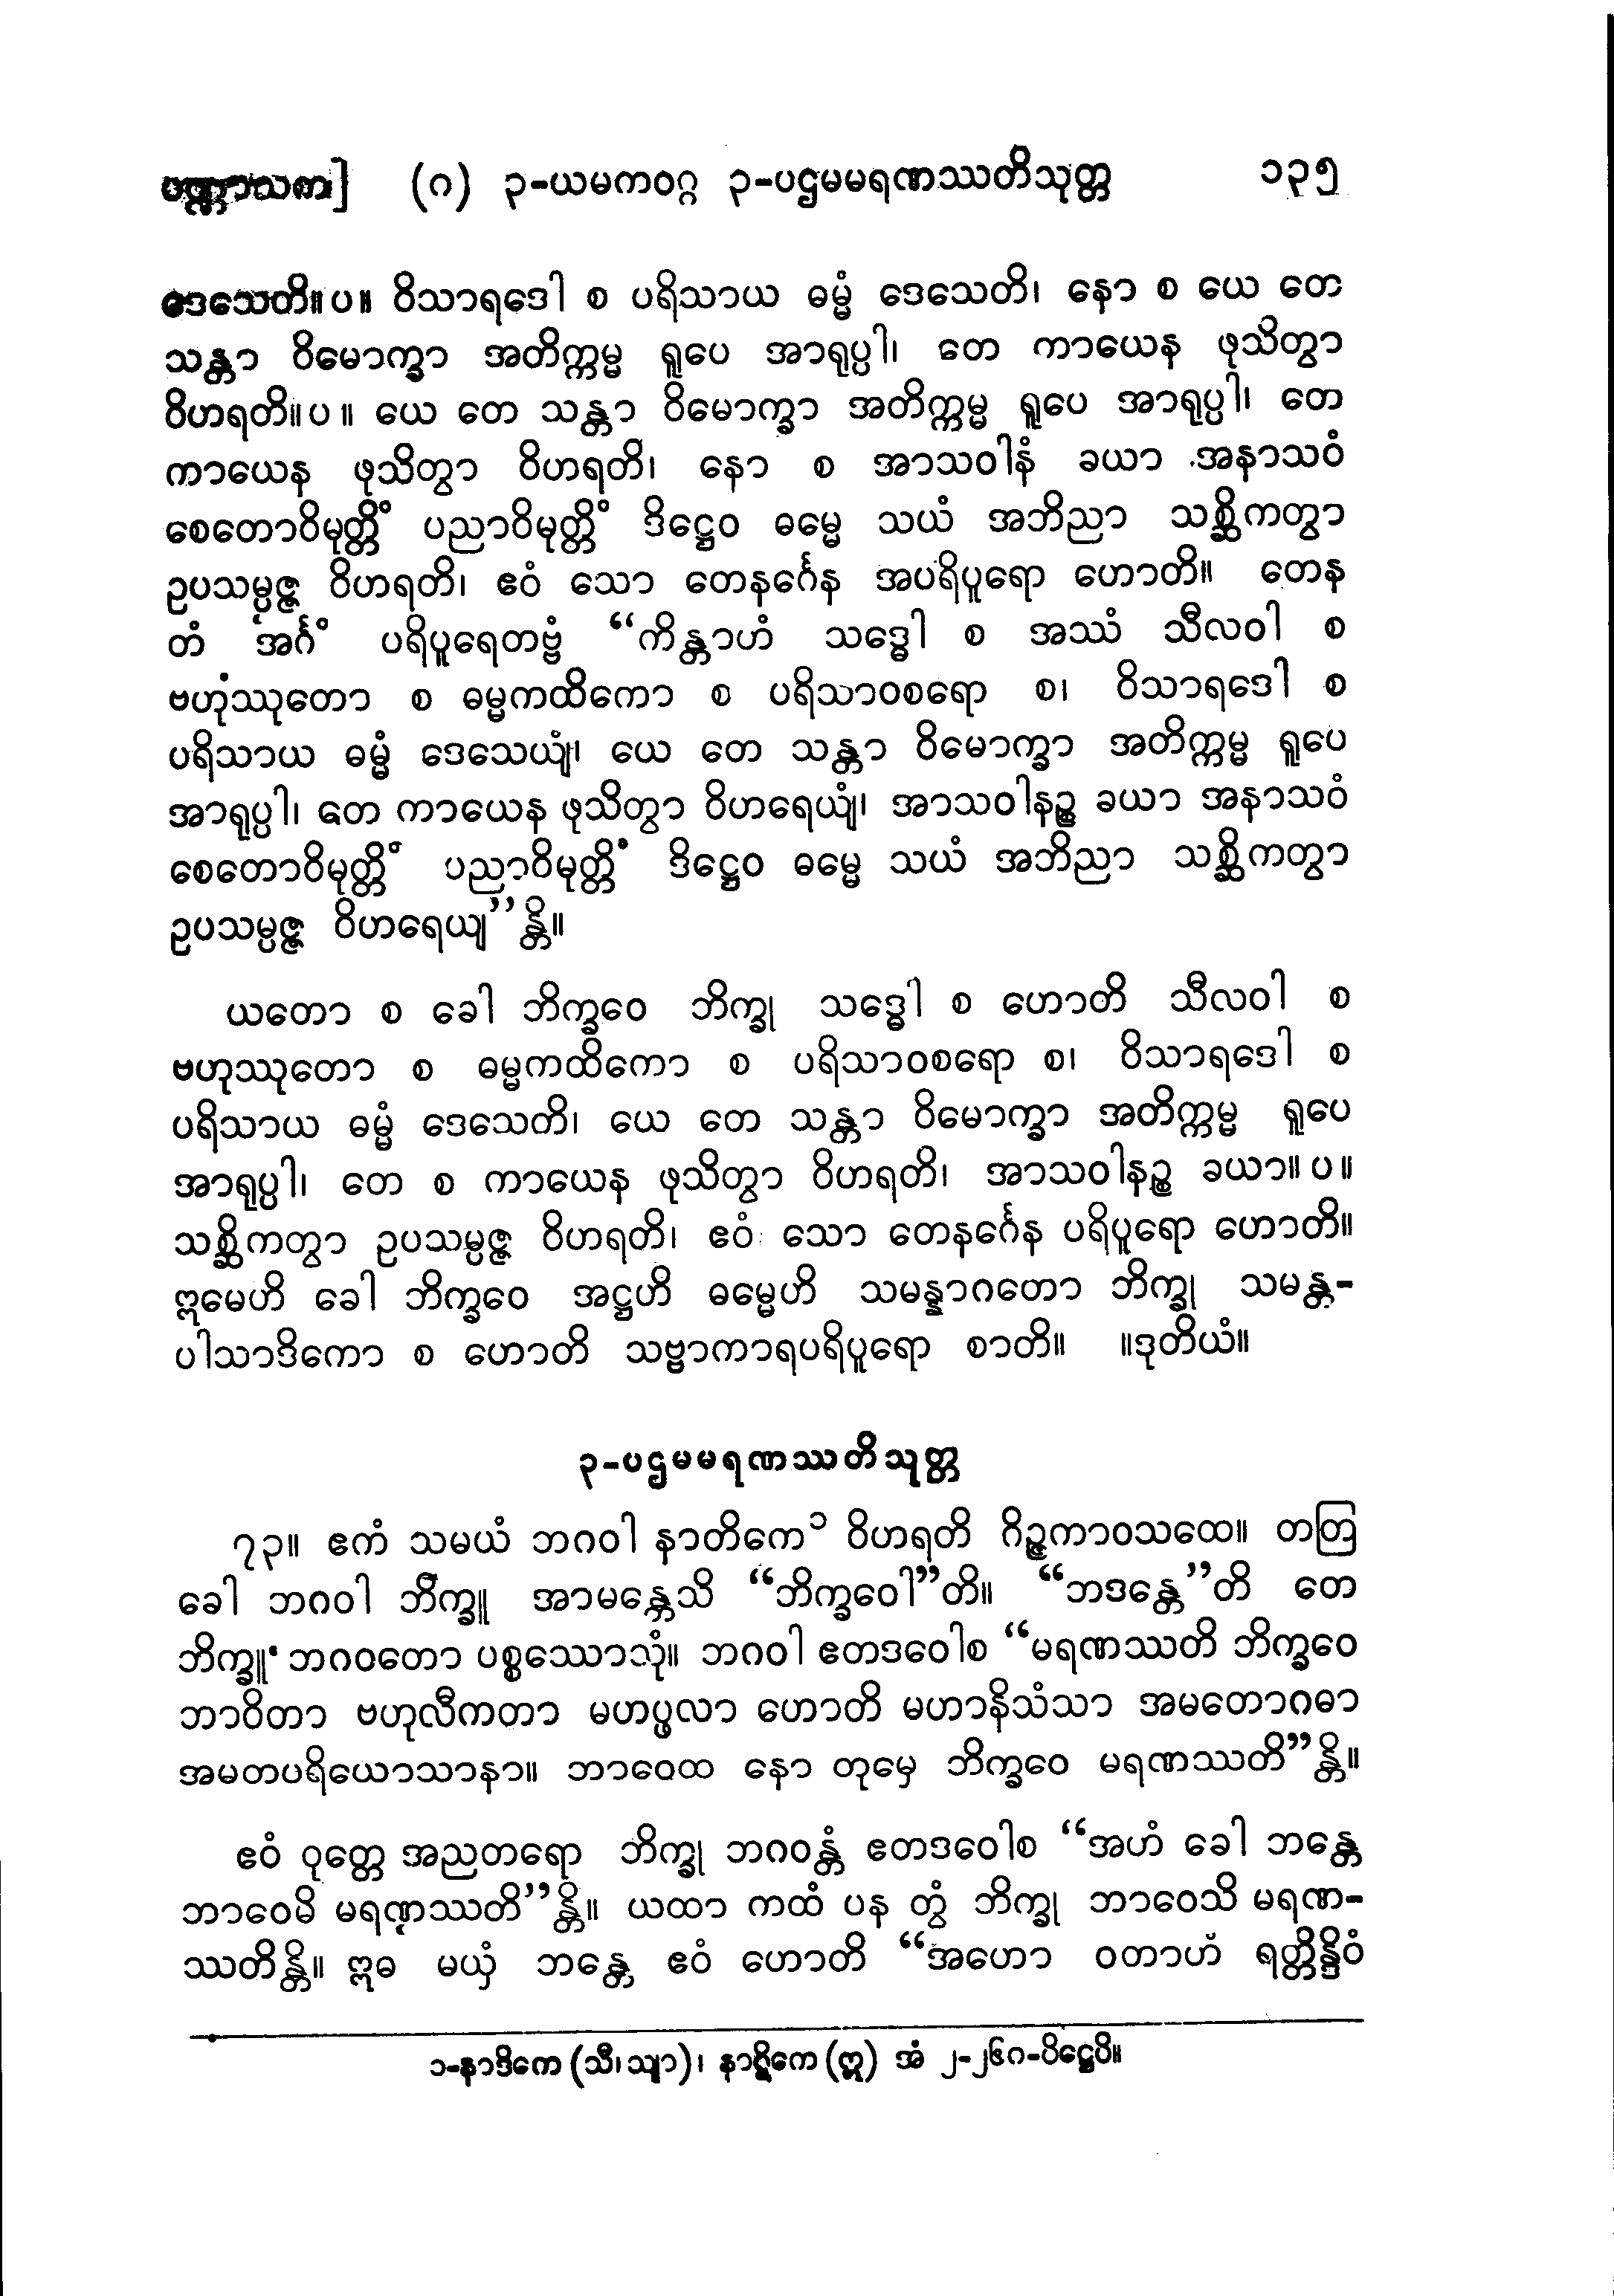 ပဏ္ဏာသက] (ဂ) ၃-ယမကဝဂ္ဂ ၃-ပဌမမရဏဿတိသုတ္တ ၁၃၅
ဒေသေတိ။ပ။ ဝိသာရဒေါ စ ပရိသာယ ဓမ္မံ ဒေသေတိ၊ နော စ ယေ တေ
သန္တာ ဝိမောက္ခာ အတိက္ကမ္မ ရူပေ အာရုပ္ပါ၊ တေ ကာယေန ဖုသိတွာ
ဝိဟရတိ။ပ။ ယေ တေ သန္တာ ဝိမောက္ခာ အတိက္ကမ္မ ရူပေ အာရုပ္ပါ၊ တေ
ကာယေန ဖုသိတွာ ဝိဟရတိ၊ နော စ အာသဝါနံ ခယာ အနာသဝံ
စေတောဝိမုတ္တိံ ပညာဝိမုတ္တိံ ဒိဋ္ဌေဝ ဓမ္မေ သယံ အဘိညာ သစ္ဆိကတွာ
ဥပသမ္ပဇ္ဇ ဝိဟရတိ၊ ဧဝံ သော တေနင်္ဂေန အပရိပူရော ဟောတိ။ တေန
တံ အင်္ဂံ ပရိပူရေတဗ္ဗံ “ကိန္တာဟံ သဒ္ဓေါ စ အဿံ သီလဝါ စ
ဗဟုဿုတော စ ဓမ္မကထိကော စ ပရိသာဝစရော စ၊ ဝိသာရဒေါ စ
ပရိသာယ ဓမ္မံ ဒေသေယျံ၊ ယေ တေ သန္တာ ဝိမောက္ခာ အတိက္ကမ္မ ရူပေ
အာရုပ္ပါ၊ တေ ကာယေန ဖုသိတွာ ဝိဟရေယျံ၊ အာသဝါနဉ္စ ခယာ အနာသဝံ
စေတောဝိမုတ္တိံ ပညာဝိမုတ္တိံ ဒိဋ္ဌေဝ ဓမ္မေ သယံ အဘိညာ သစ္ဆိကတွာ
ဥပသမ္ပဇ္ဇ ဝိဟရေယျ”န္တိ။
ယတော စ ခေါ ဘိက္ခဝေ ဘိက္ခု သဒ္ဓေါ စ ဟောတိ သီလဝါ စ
ဗဟုဿုတော စ ဓမ္မကထိကော စ ပရိသာဝစရော စ၊ ဝိသာရဒေါ စ
ပရိသာယ ဓမ္မံ ဒေသေတိ၊ ယေ တေ သန္တာ ဝိမောက္ခာ အတိက္ကမ္မ ရူပေ
အာရုပ္ပါ၊ တေ စ ကာယေန ဖုသိတွာ ဝိဟရတိ၊ အာသဝါနဉ္စ ခယာ။ပ။
သစ္ဆိကတွာ ဥပသမ္ပဇ္ဇ ဝိဟရတိ၊ ဧဝံ သော တေနင်္ဂေန ပရိပူရော ဟောတိ။
ဣမေဟိ ခေါ ဘိက္ခဝေ အဋ္ဌဟိ ဓမ္မေဟိ သမန္နာဂတော ဘိက္ခု သမန္တ-
ပါသာဒိကော စ ဟောတိ သဗ္ဗာကာရပရိပူရော စာတိ။ ။ဒုတိယံ။
၃-ပဌမမရဏဿတိသုတ္တ
၇၃။ ဧကံ သမယံ ဘဂဝါ နာတိကေ ၁ ဝိဟရတိ ဂိဉ္ဇကာဝသထေ။ တတြ
ခေါ ဘဂဝါ ဘိက္ခူ အာမန္တေသိ “ဘိက္ခဝေါ”တိ။ “ဘဒန္တေ”တိ တေ
ဘိက္ခူ ဘဂဝတော ပစ္စဿောသုံ။ ဘဂဝါ ဧတဒဝေါစ “မရဏဿတိ ဘိက္ခဝေ
ဘာဝိတာ ဗဟုလီကတာ မဟပ္ဖလာ ဟောတိ မဟာနိသံသာ အမတောဂဓာ
အမတပရိယောသာနာ။ ဘာဝေထ နော တုမှေ ဘိက္ခဝေ မရဏဿတိ”န္တိ။
ဧဝံ ဝုတ္တေ အညတရော ဘိက္ခု ဘဂဝန္တံ ဧတဒဝေါစ “အဟံ ခေါ ဘန္တေ
ဘာဝေမိ မရဏဿတိ”န္တိ။ ယထာ ကထံ ပန တွံ ဘိက္ခု ဘာဝေသိ မရဏ-
ဿတိန္တိ။ ဣဓ မယှံ ဘန္တေ ဧဝံ ဟောတိ “အဟော ဝတာဟံ ရတ္တိန္ဒိဝံ
၁-နာဒိကေ (သီ၊သျာ)၊ နာဋိကေ (ဣ) အံ ၂-၂၆ဂ-ပိဋ္ဌေပိ။